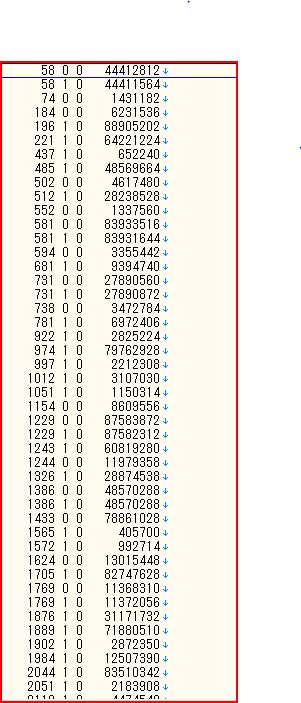 58 0 0 44412812↓
58 1 0 44411564↓
74 0 0 1431182↓
184 0 0 6231536↓
196 1 0 88905202↓
221 1 0 64221224↓
437 1 0 652240↓
485 1 0 48569664↓
502 0 0 4617480↓
512 1 0 28238528↓
552 0 0 1337560↓
581 0 0 83933516↓
581 1 0 83931644↓
594 0 0 3355442↓
681 1 0 9394740↓
731 0 0 27890560↓
731 1 0 27890872↓
738 0 0 3472784↓
781 1 0 6972406↓
922 1 0 2825224↓
974 1 0 79762928↓
997 1 0 2212308↓
1012 1 0 3107030↓
1051 1 0 1150314↓
1154 0 0 8609556↓
1229 0 0 87583872↓
1229 1 0 87582312↓
1243 1 0 60819280↓
1244 0 0 11979358↓
1326 1 0 28874538↓
1386 0 0 48570288↓
1386 1 0 48570288↓
1433 0 0 78861028↓
1565 1 0 405700↓
1572 1 0 992714↓
1624 0 0 13015448↓
1705 1 0 82747628↓
1769 0 0 11368310↓
1769 1 0 11372056↓
1876 1 0 31171732↓
1889 1 0 71880510↓
1902 1 0 2872350↓
1984 1 0 12507390↓
2044 0 0 83510342↓
2051 1 0 2183908↓